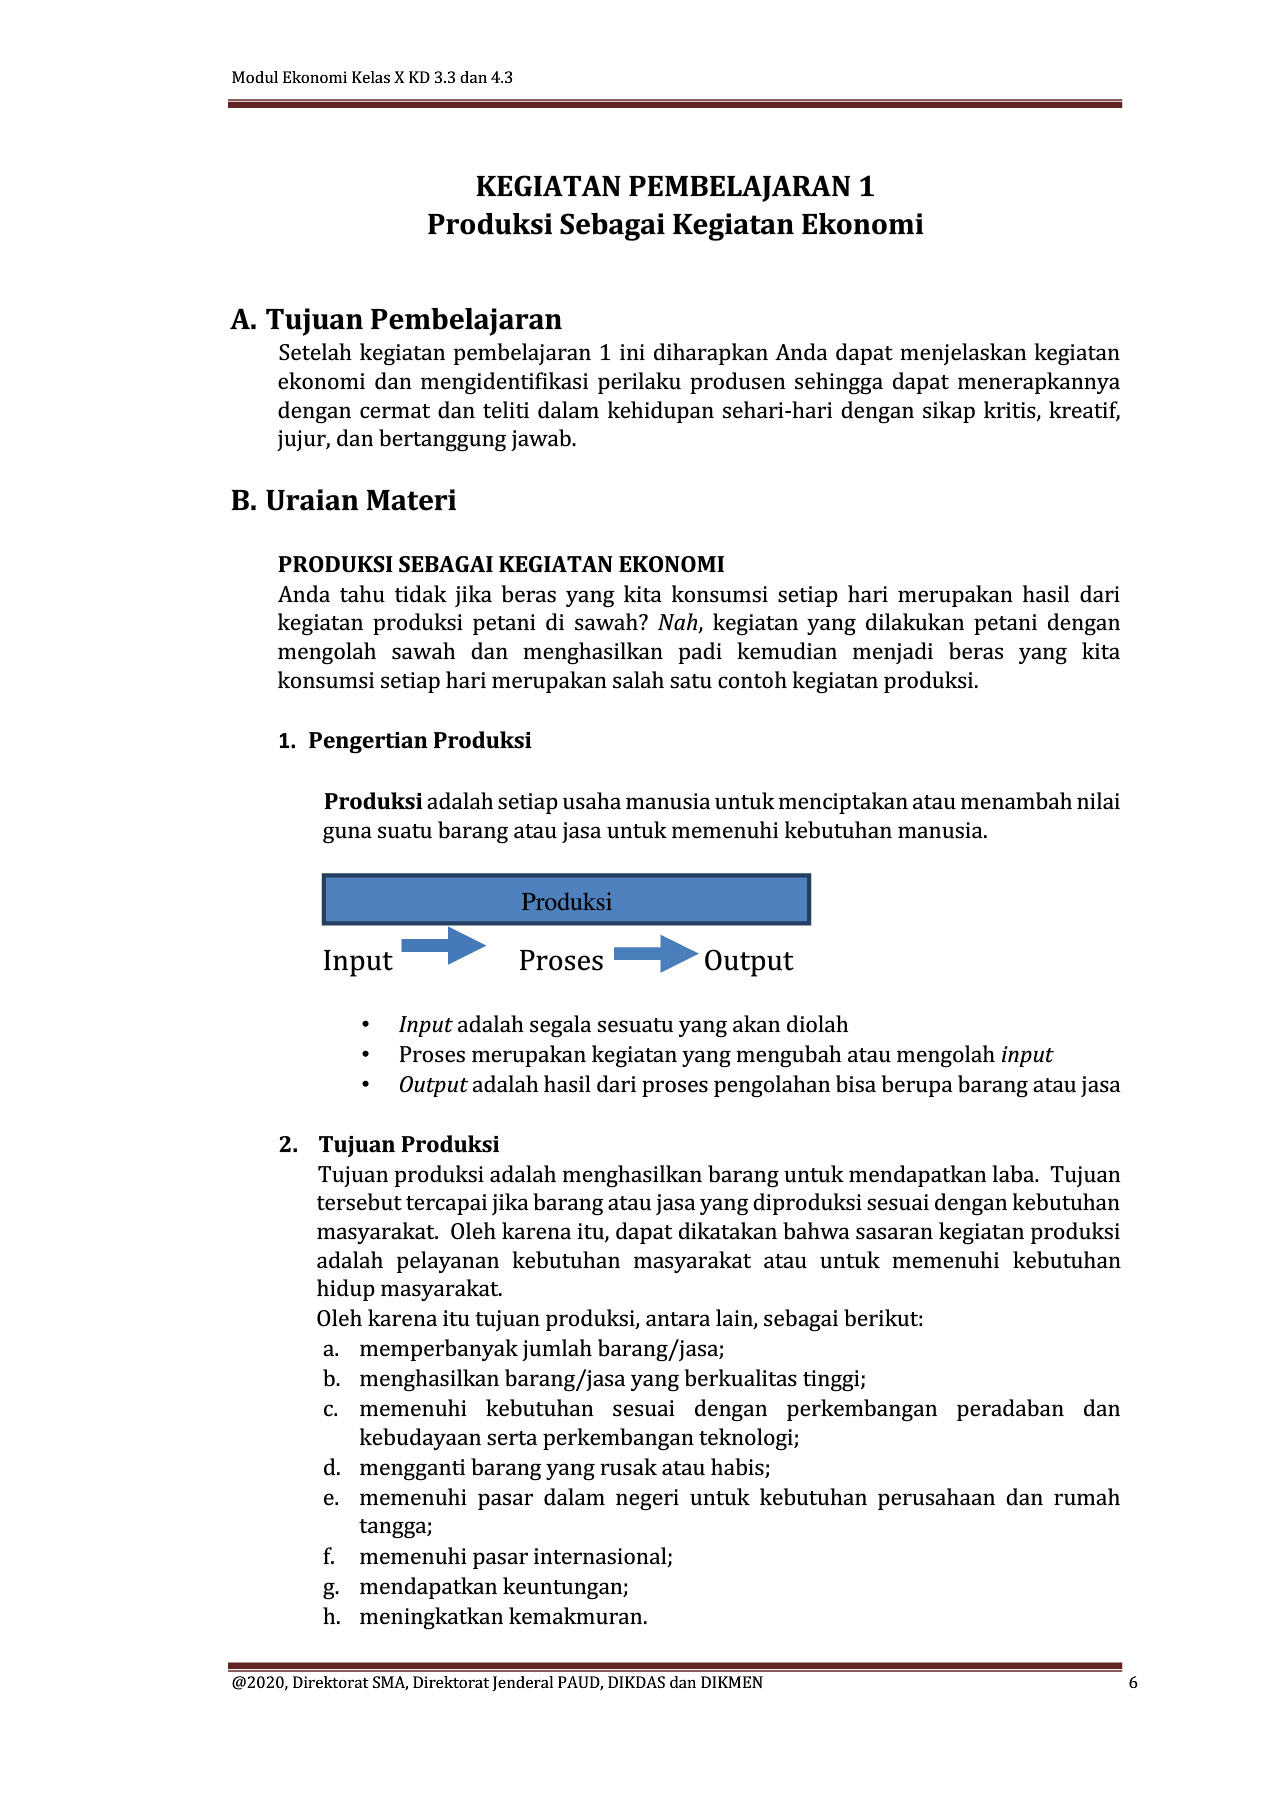 Modul Ekonomi Kelas X KD 3.3 dan 4.3
KEGIATAN PEMBELAJARAN 1
Produksi Sebagai Kegiatan Ekonomi
A. Tujuan Pembelajaran
Setelah kegiatan pembelajaran 1 ini diharapkan Anda dapat menjelaskan kegiatan
ekonomi dan mengidentifikasi perilaku produsen sehingga dapat menerapkannya
dengan cermat dan teliti dalam kehidupan sehari-hari dengan sikap kritis, kreatif,
jujur, dan bertanggung jawab.
B. Uraian Materi
PRODUKSI SEBAGAI KEGIATAN EKONOMI
Anda tahu tidak jika beras yang kita konsumsi setiap hari merupakan hasil dari
kegiatan produksi petani di sawah? Nah, kegiatan yang dilakukan petani dengan
mengolah sawah dan menghasilkan padi kemudian menjadi beras yang kita
konsumsi setiap hari merupakan salah satu contoh kegiatan produksi.
1. Pengertian Produksi
Produksi adalah setiap usaha manusia untuk menciptakan atau menambah nilai
guna suatu barang atau jasa untuk memenuhi kebutuhan manusia.
Produksi
Input Proses Output
• Input adalah segala sesuatu yang akan diolah
• Proses merupakan kegiatan yang mengubah atau mengolah input
• Output adalah hasil dari proses pengolahan bisa berupa barang atau jasa
2. Tujuan Produksi
Tujuan produksi adalah menghasilkan barang untuk mendapatkan laba. Tujuan
tersebut tercapai jika barang atau jasa yang diproduksi sesuai dengan kebutuhan
masyarakat. Oleh karena itu, dapat dikatakan bahwa sasaran kegiatan produksi
adalah pelayanan kebutuhan masyarakat atau untuk memenuhi kebutuhan
hidup masyarakat.
Oleh karena itu tujuan produksi, antara lain, sebagai berikut:
a. memperbanyak jumlah barang/jasa;
b. menghasilkan barang/jasa yang berkualitas tinggi;
c. memenuhi kebutuhan sesuai dengan perkembangan peradaban dan
kebudayaan serta perkembangan teknologi;
d. mengganti barang yang rusak atau habis;
e. memenuhi pasar dalam negeri untuk kebutuhan perusahaan dan rumah
tangga;
f. memenuhi pasar internasional;
g. mendapatkan keuntungan;
h. meningkatkan kemakmuran.
@2020, Direktorat SMA, Direktorat Jenderal PAUD, DIKDAS dan DIKMEN 6